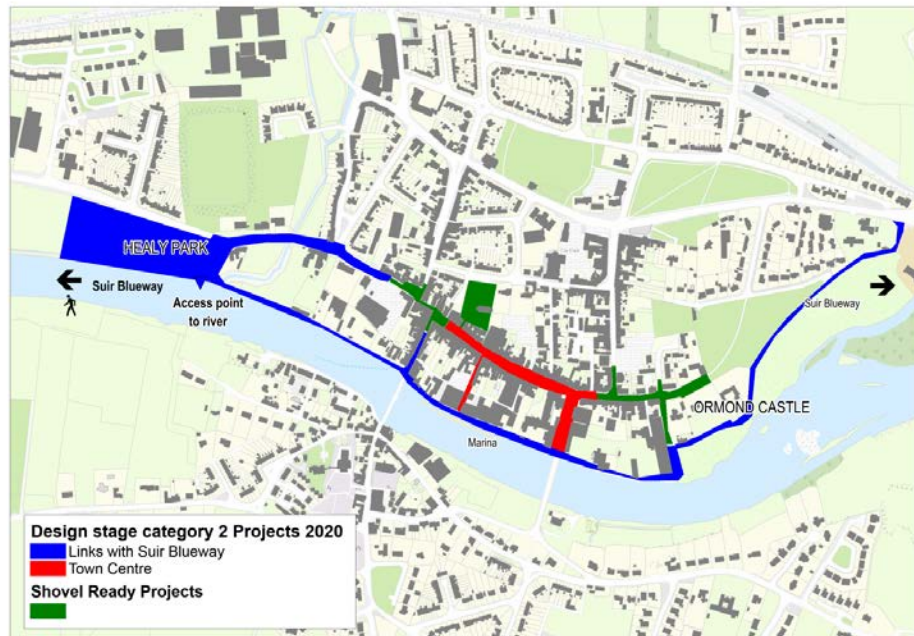 HEALY PARK
Suir Blueway
Access point
to river
Suir Blueway
ORMOND CASTLE
Marina
Design stage category 2 Projects 2020
Links with Suir Blueway
Town Centre
Shovel Ready Projects